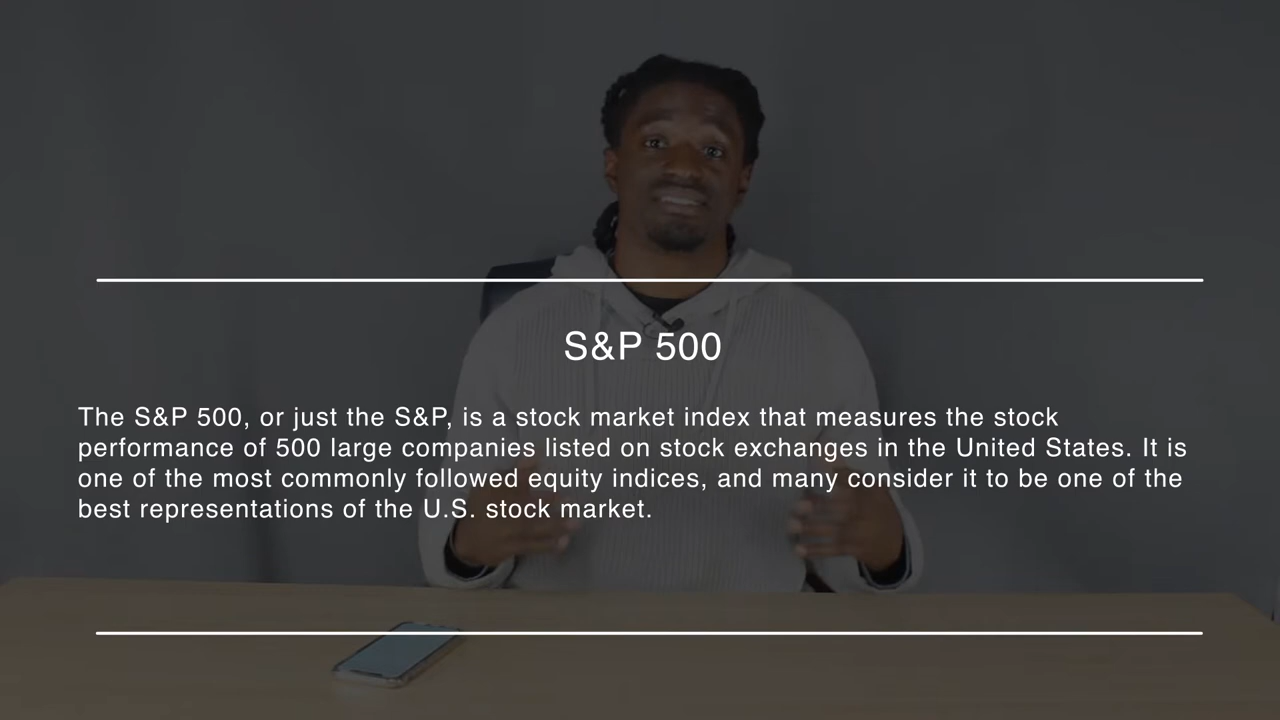 S&P 500
The S&P 500, or just the S&P, is a stock market index that measures the stock
performance of 500 large companies listed on stock exchanges in the United States. It is
one of the most commonly followed equity indices, and many consider it to be one of the
best representations of the U.S. stock market.